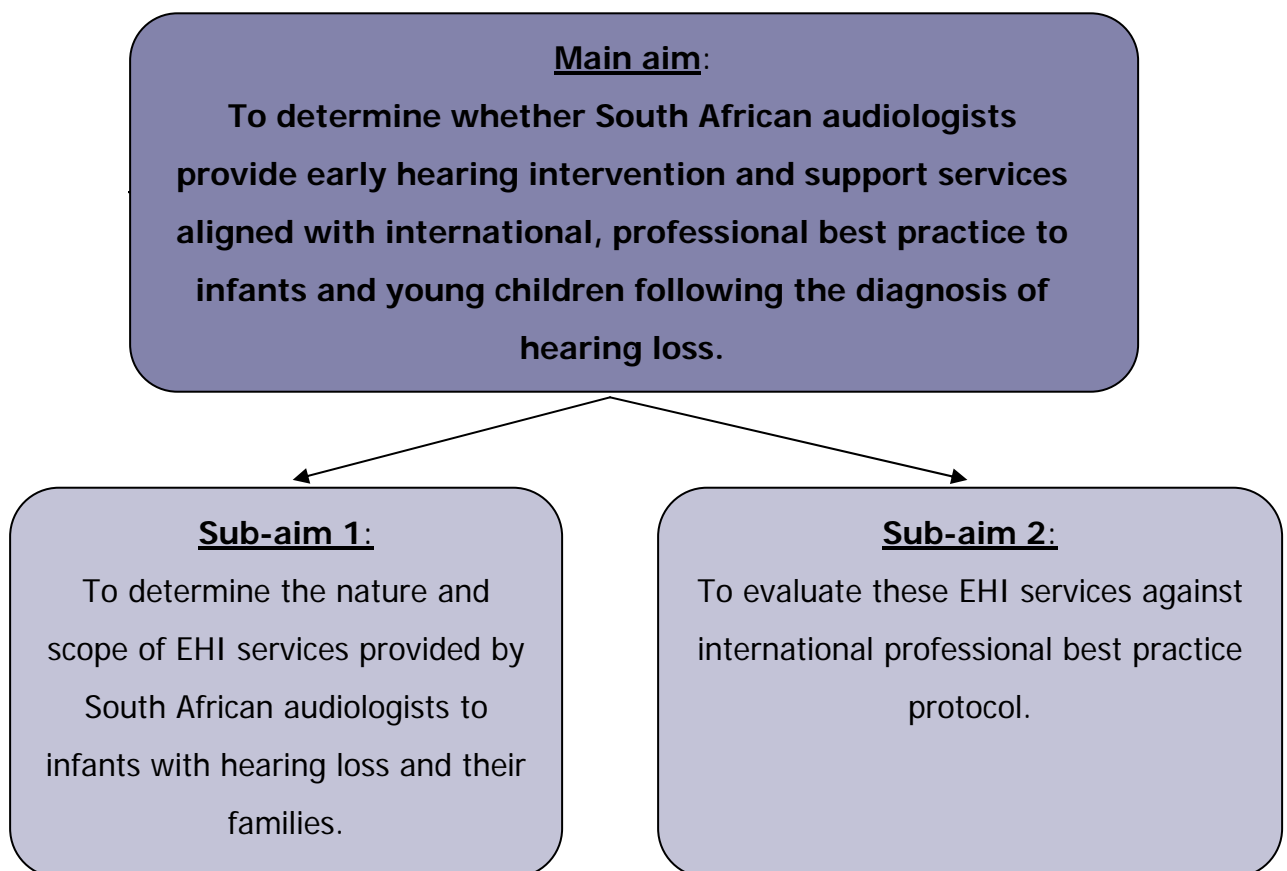 Main aim:
To determine whether South African audiologists
provide early hearing intervention and support services
aligned with international, professional best practice to
infants and young children following the diagnosis of
hearing loss.
Sub-aim 1:
To determine the nature and
scope of EHI services provided by
South African audiologists to
infants with hearing loss and their
families.
Sub-aim 2:
To evaluate these EHI services against
international professional best practice
protocol.